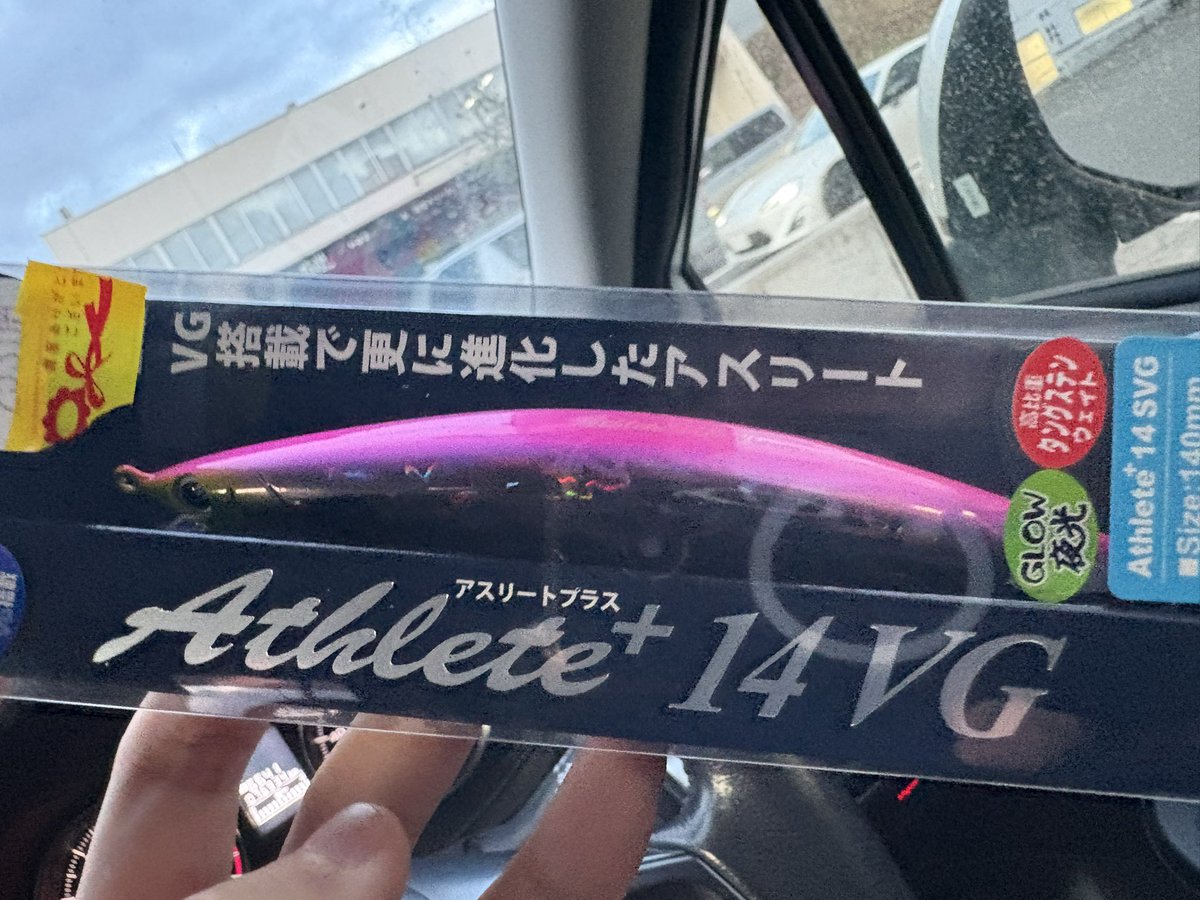 VG搭載で更に進化したアスリート
高比重
タングステン
ウェイト
GLOW
夜光
Athlete+ 14 SVG
■Size:140mm
アスリートプラス
Athlete+ 14 VG